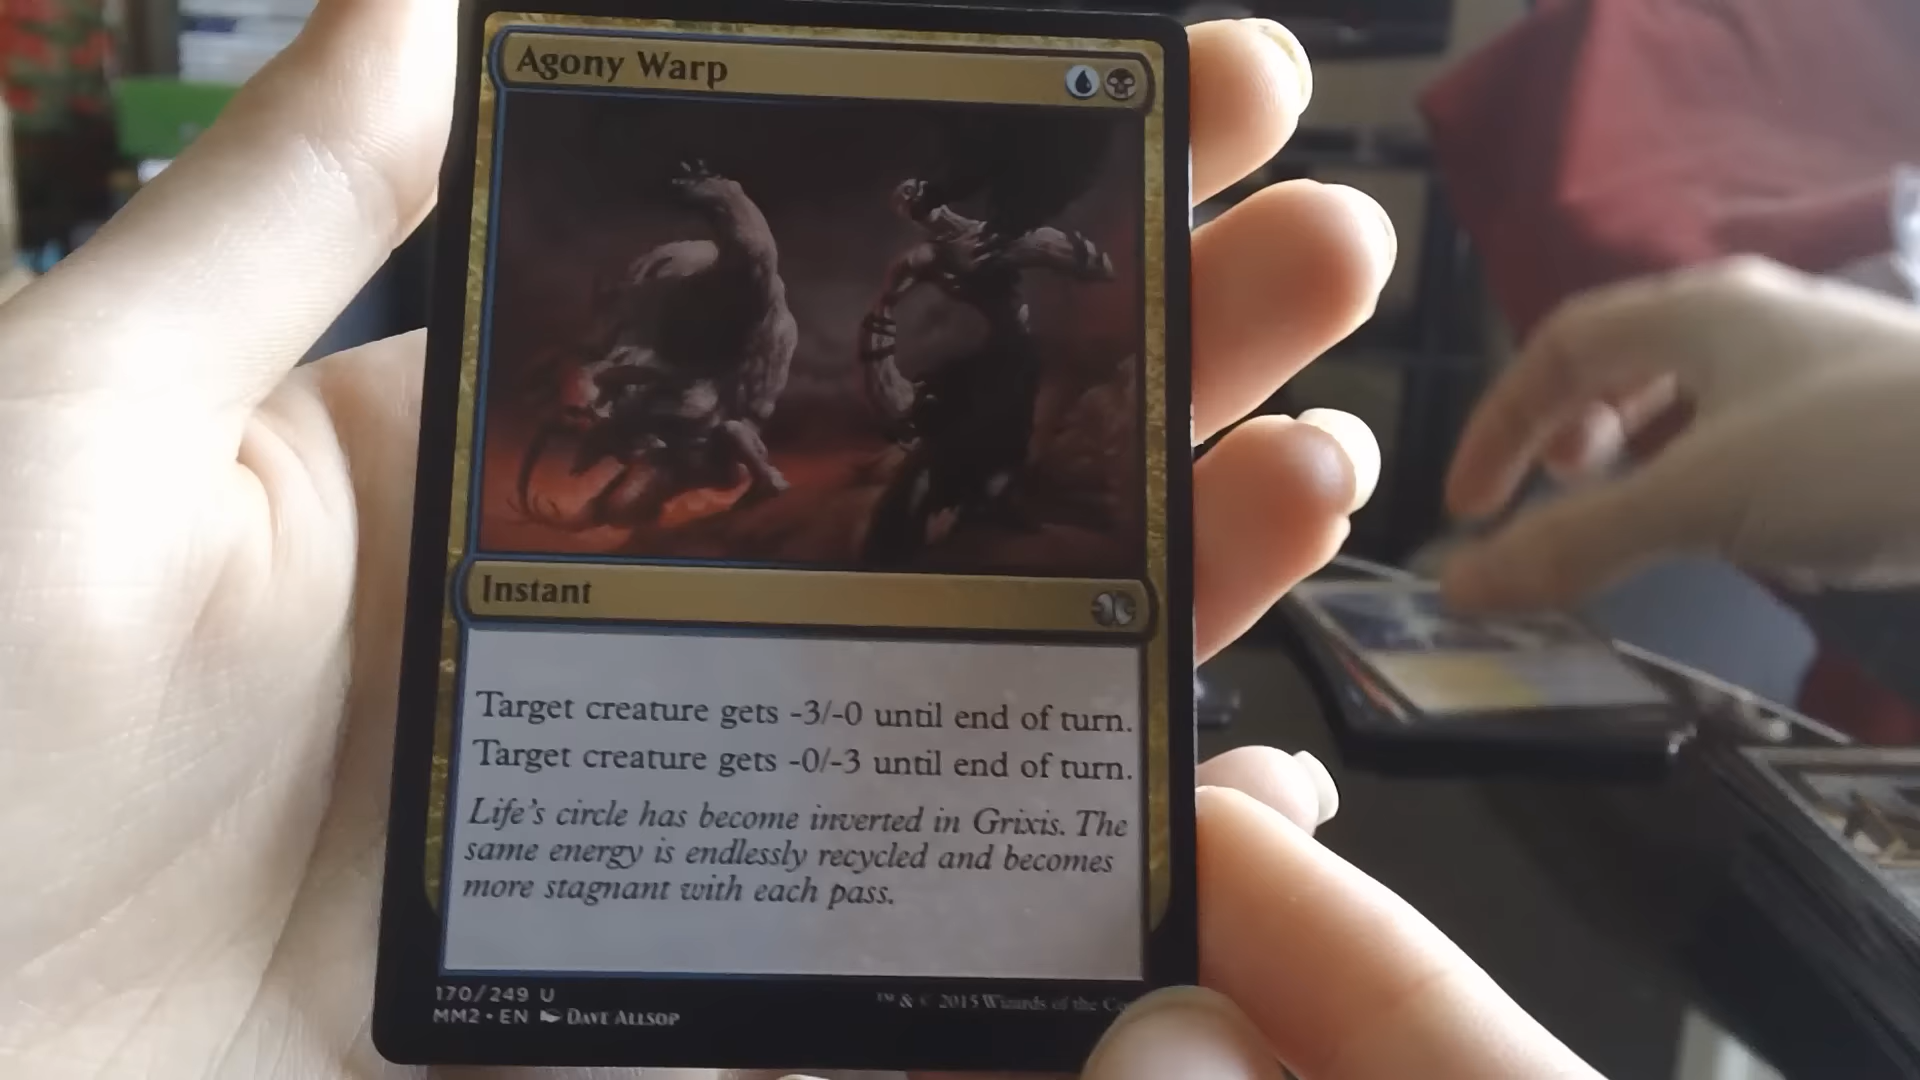 Agony Warp
Instant
Target creature gets -3/-0 until end of turn.
Target creature gets -0/-3 until end of turn.
Life's circle has become inverted in Grixis. The
same energy is endlessly recycled and becomes
more stagnant with each pass.
170/249 U
MM2 • EN DAVE ALLSOP
™ & © 2015 Wizards of the